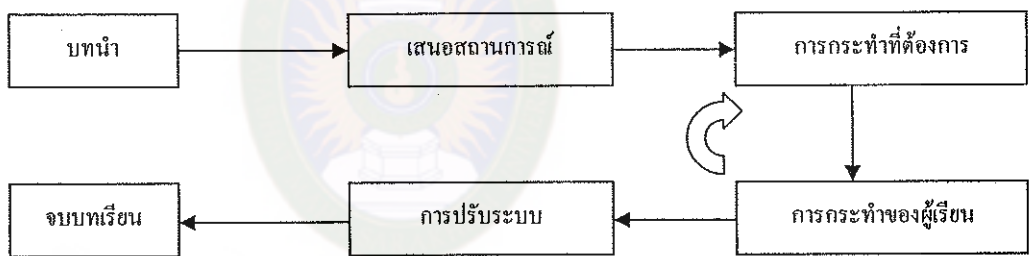 บทนำ
เสนอสถานการณ์
การกระทำที่ต้องการ
การกระทำของผู้เรียน
การปรับระบบ
จบบทเรียน